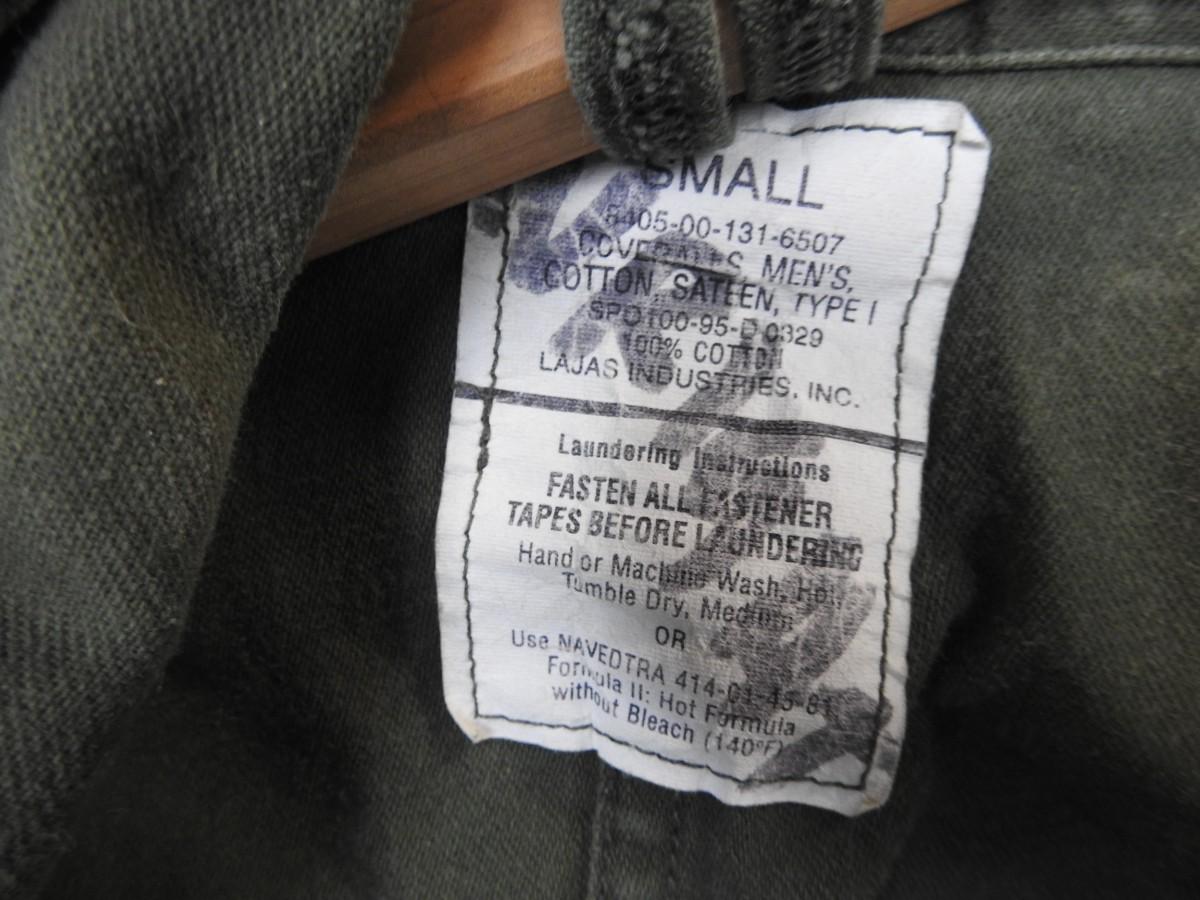 SMALL
8405-00-131-6507
COVERALLS, MEN'S,
COTTON, SATEEN, TYPE I
SPO100-95-D 0329
100% COTTON
LAJAS INDUSTRIES, INC.
Laundering Instructions
FASTEN ALL FASTENER
TAPES BEFORE LAUNDERING
Hand or Machine Wash, Hot,
Tumble Dry, Medium
OR
Use NAVEDTRA 414-01-45-81
Formula II: Hot Formula
without Bleach (140°F)